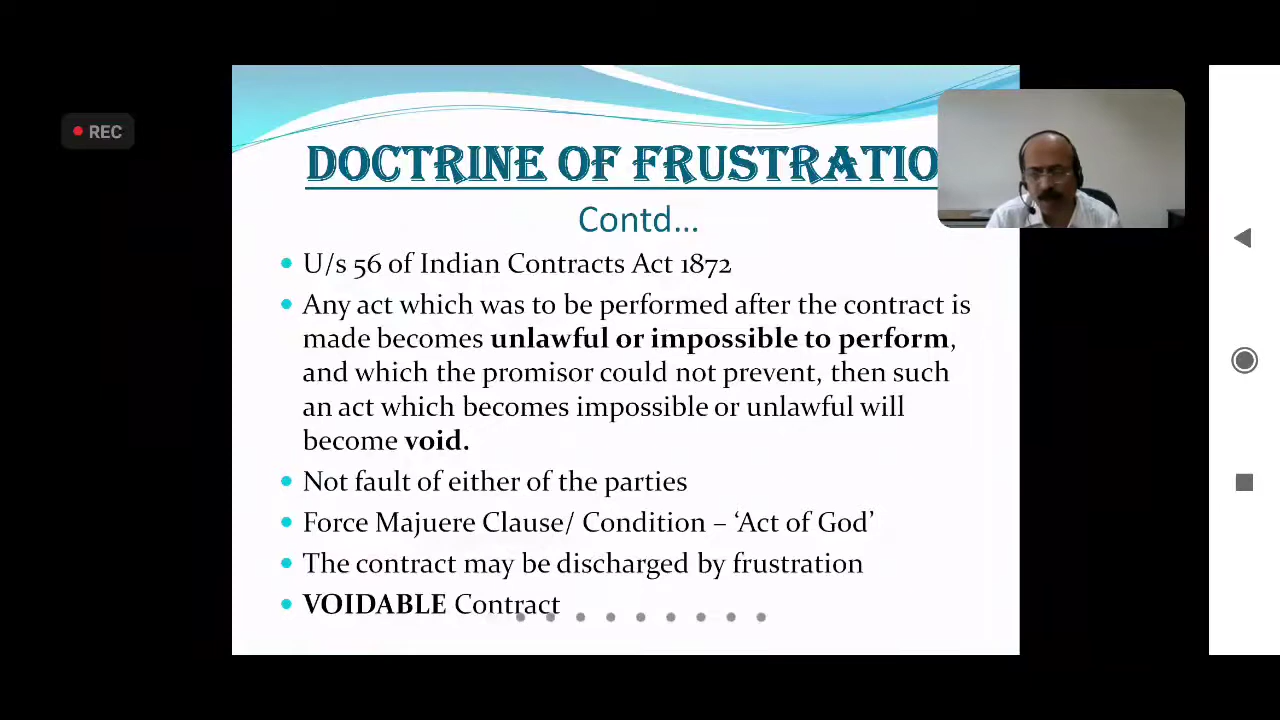 REC
DOCTRINE OF FRUSTRATIO
Contd...
• U/s 56 of Indian Contracts Act 1872
• Any act which was to be performed after the contract is
made becomes unlawful or impossible to perform,
and which the promisor could not prevent, then such
an act which becomes impossible or unlawful will
become void.
• Not fault of either of the parties
• Force Majuere Clause/ Condition – ‘Act of God’
• The contract may be discharged by frustration
• VOIDABLE Contract